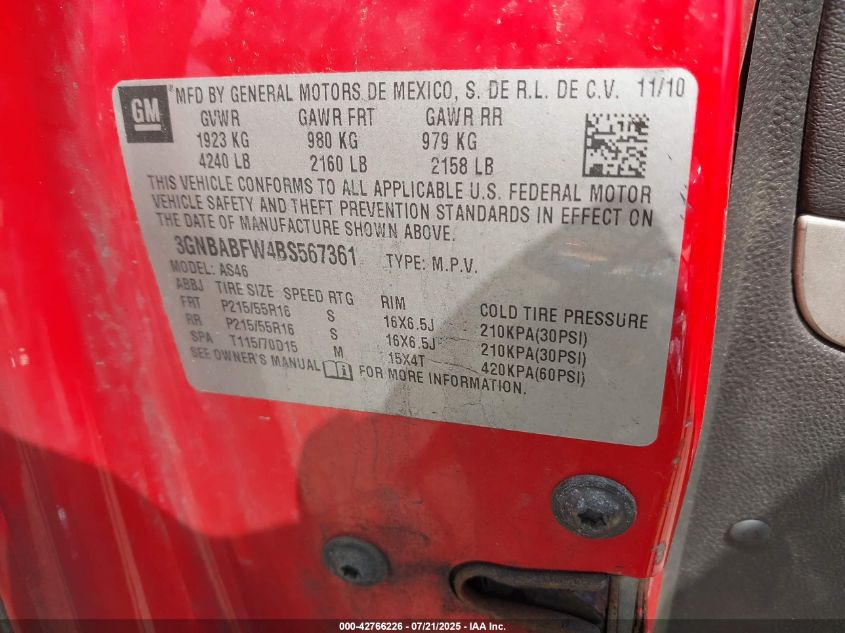 GM
*MFD BY GENERAL MOTORS DE MEXICO, S. DE R.L. DE C.V. 11/10
GVWR GAWR FRT GAWR RR
1923 KG 980 KG 979 KG
4240 LB 2160 LB 2158 LB
THIS VEHICLE CONFORMS TO ALL APPLICABLE U.S. FEDERAL MOTOR
VEHICLE SAFETY AND THEFT PREVENTION STANDARDS IN EFFECT ON
THE DATE OF MANUFACTURE SHOWN ABOVE.
3GNBABFW4BS567361 TYPE: M.P.V.
MODEL: AS46
ABBJ TIRE SIZE SPEED RTG RIM COLD TIRE PRESSURE
FRT P215/55R16 S 16X6.5J 210KPA(30PSI)
RR P215/55R16 S 16X6.5J 210KPA(30PSI)
SPA T115/70D15 M 15X4T 420KPA(60PSI)
SEE OWNER'S MANUAL FOR MORE INFORMATION.
000-42766226 - 07/21/2025 - IAA Inc.